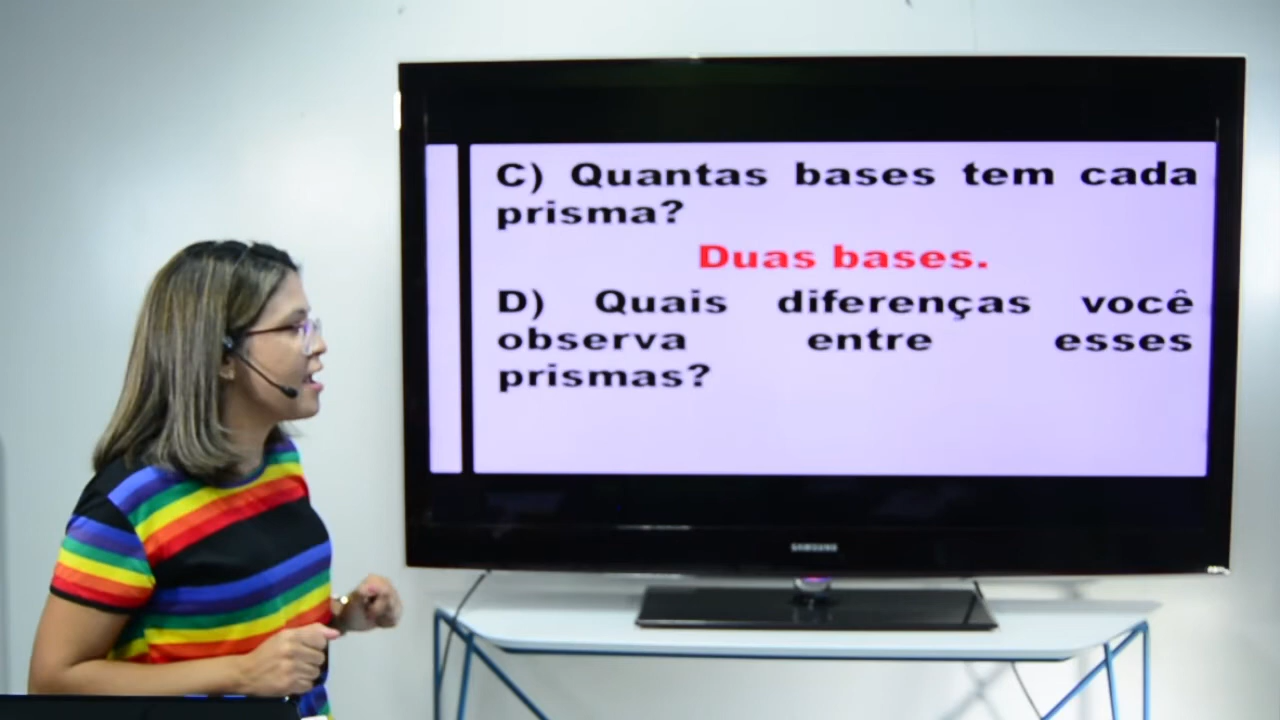 C) Quantas bases tem cada
prisma?
Duas bases.
D) Quais diferenças você
observa entre esses
prismas?
SAMSUNG